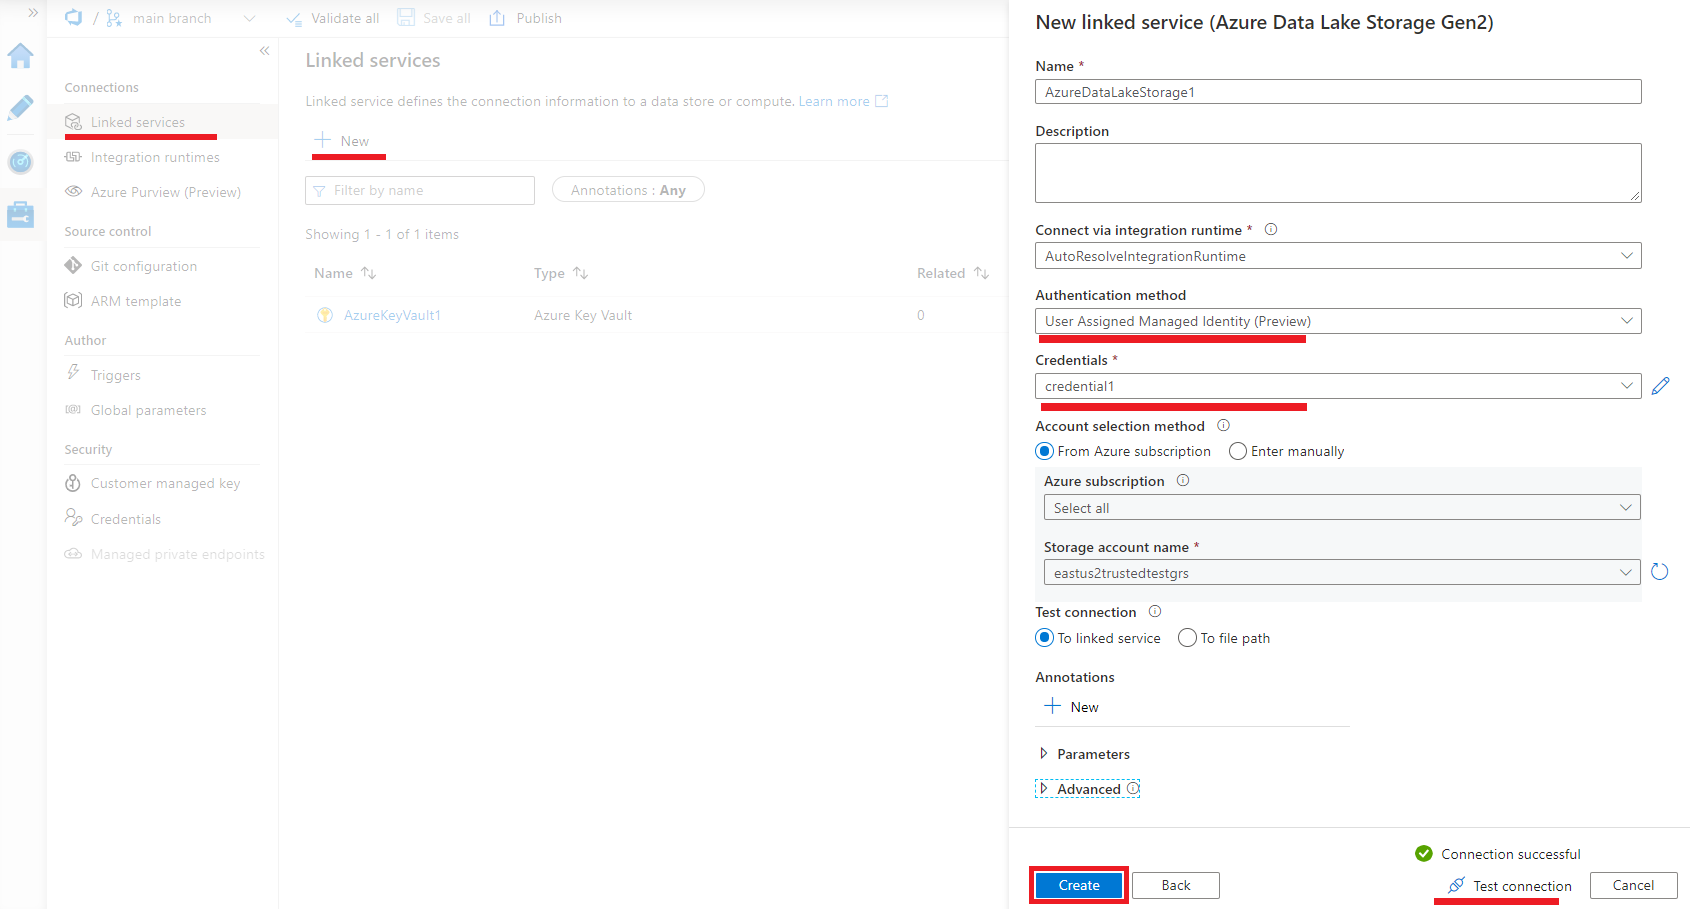 / main branch
Validate all
Save all
Publish
Connections
Linked services
Integration runtimes
Azure Purview (Preview)
Source control
Git configuration
ARM template
Author
Triggers
Global parameters
Security
Customer managed key
Credentials
Managed private endpoints
Linked services
Linked service defines the connection information to a data store or compute. Learn more
New
Filter by name
Annotations : Any
Showing 1 - 1 of 1 items
Name Type Related
AzureKeyVault1 Azure Key Vault 0
New linked service (Azure Data Lake Storage Gen2)
Name *
AzureDataLakeStorage1
Description
Connect via integration runtime *
AutoResolveIntegrationRuntime
Authentication method
User Assigned Managed Identity (Preview)
Credentials *
credential1
Account selection method
From Azure subscription Enter manually
Azure subscription
Select all
Storage account name *
eastus2trustedtestgrs
Test connection
To linked service To file path
Annotations
New
Parameters
Advanced
Connection successful
Create Back Test connection Cancel